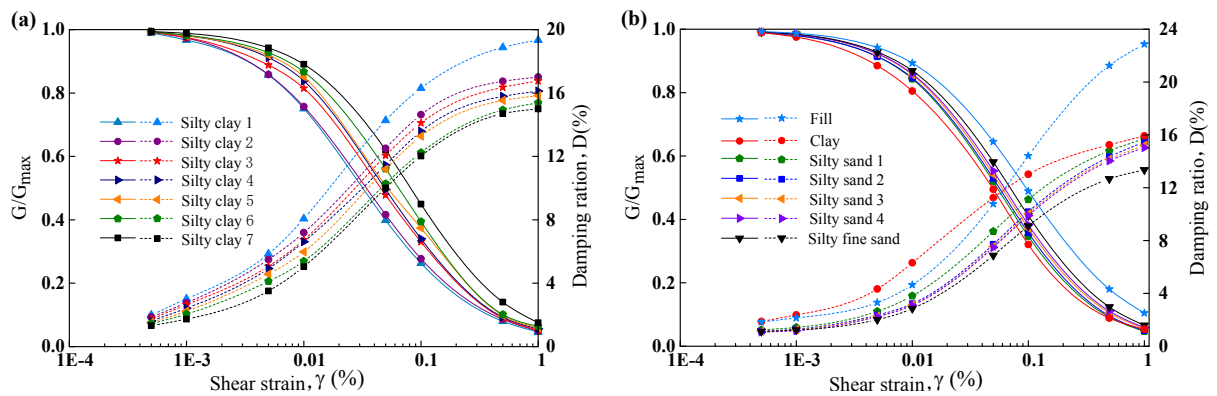 (a)
1.0
0.8
0.6
0.4
0.2
0.0
G/Gmax
Silty clay 1
Silty clay 2
Silty clay 3
Silty clay 4
Silty clay 5
Silty clay 6
Silty clay 7
20
16
12
8
4
0
Damping ratio, D(%)
1E-4
1E-3
0.01
0.1
1
Shear strain, γ (%)
(b)
1.0
0.8
0.6
0.4
0.2
0.0
G/Gmax
Fill
Clay
Silty sand 1
Silty sand 2
Silty sand 3
Silty sand 4
Silty fine sand
24
20
16
12
8
4
0
Damping ratio, D(%)
1E-4
1E-3
0.01
0.1
1
Shear strain, γ (%)